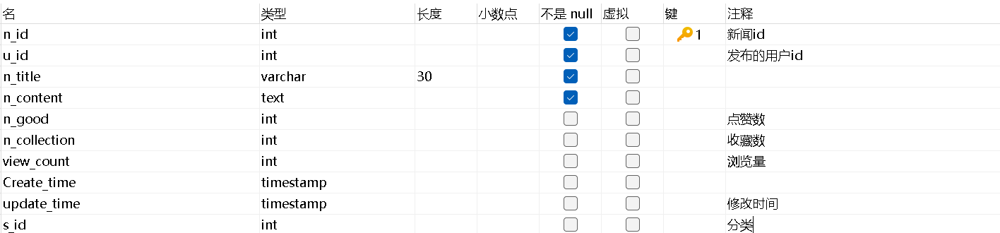 名 类型 长度 小数点 不是 null 虚拟 键 注释
n_id int 1 新闻id
u_id int 发布的用户id
n_title varchar 30
n_content text
n_good int 点赞数
n_collection int 收藏数
view_count int 浏览量
Create_time timestamp
update_time timestamp 修改时间
s_id int 分类